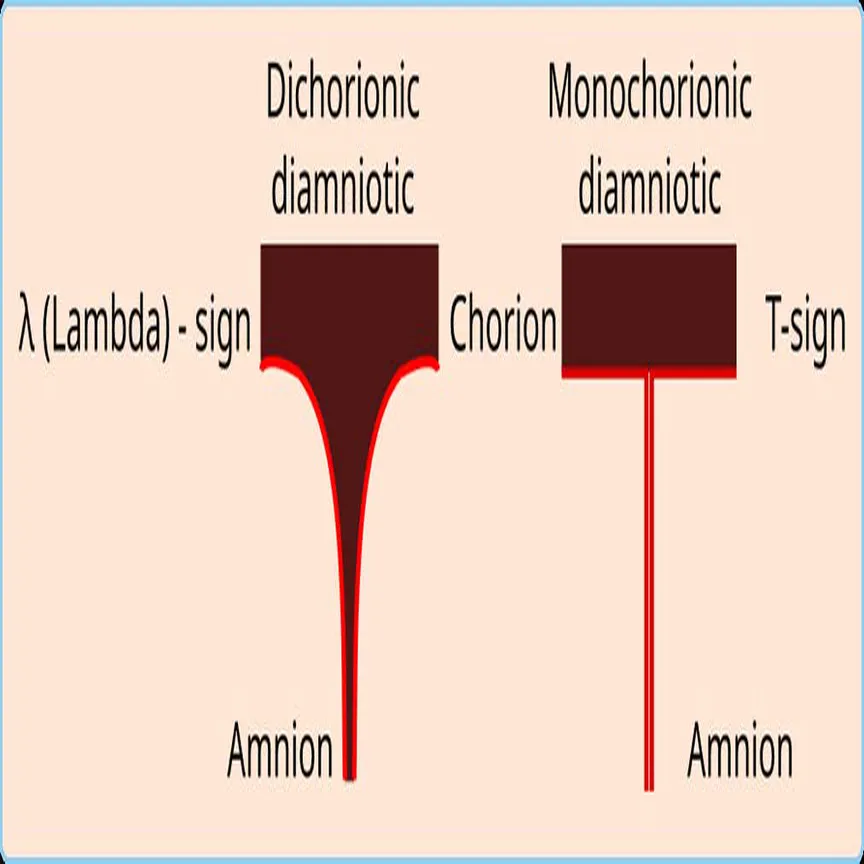 Dichorionic
diamniotic
Monochorionic
diamniotic
λ (Lambda) - sign
Chorion
T-sign
Amnion
Amnion